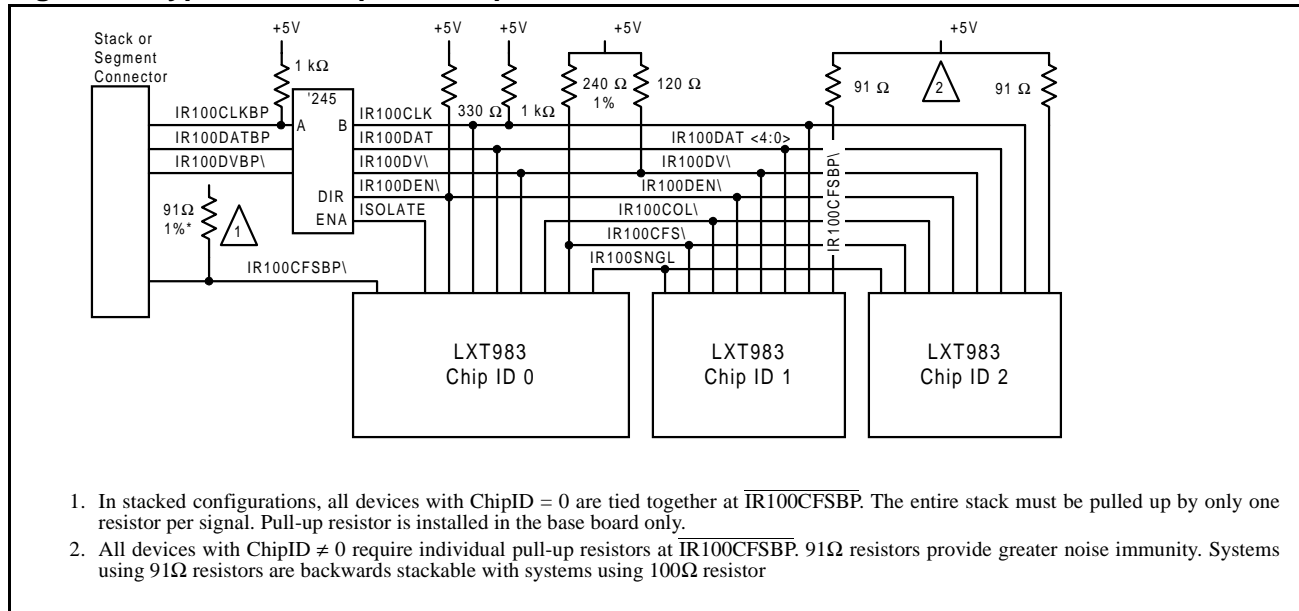 +5V
+5V
+5V
+5V
+5V
Stack or
Segment
Connector
1 kΩ
'245
330 Ω
1 kΩ
240 Ω
1%
120 Ω
91 Ω
2
91 Ω
IR100CLKBP
A
B
IR100CLK
IR100DATBP
IR100DAT
IR100DAT <4:0>
IR100DVBP\
IR100DV\
IR100DV\
DIR
IR100DEN\
IR100DEN\
ENA
ISOLATE
IR100COL\
IR100CFSBP\
91Ω
1%*
1
IR100CFS\
IR100CFSBP\
IR100SNGL
LXT983
Chip ID 0
LXT983
Chip ID 1
LXT983
Chip ID 2
1. In stacked configurations, all devices with ChipID = 0 are tied together at IR100CFSBP. The entire stack must be pulled up by only one
resistor per signal. Pull-up resistor is installed in the base board only.
2. All devices with ChipID ≠ 0 require individual pull-up resistors at IR100CFSBP. 91Ω resistors provide greater noise immunity. Systems
using 91Ω resistors are backwards stackable with systems using 100Ω resistor